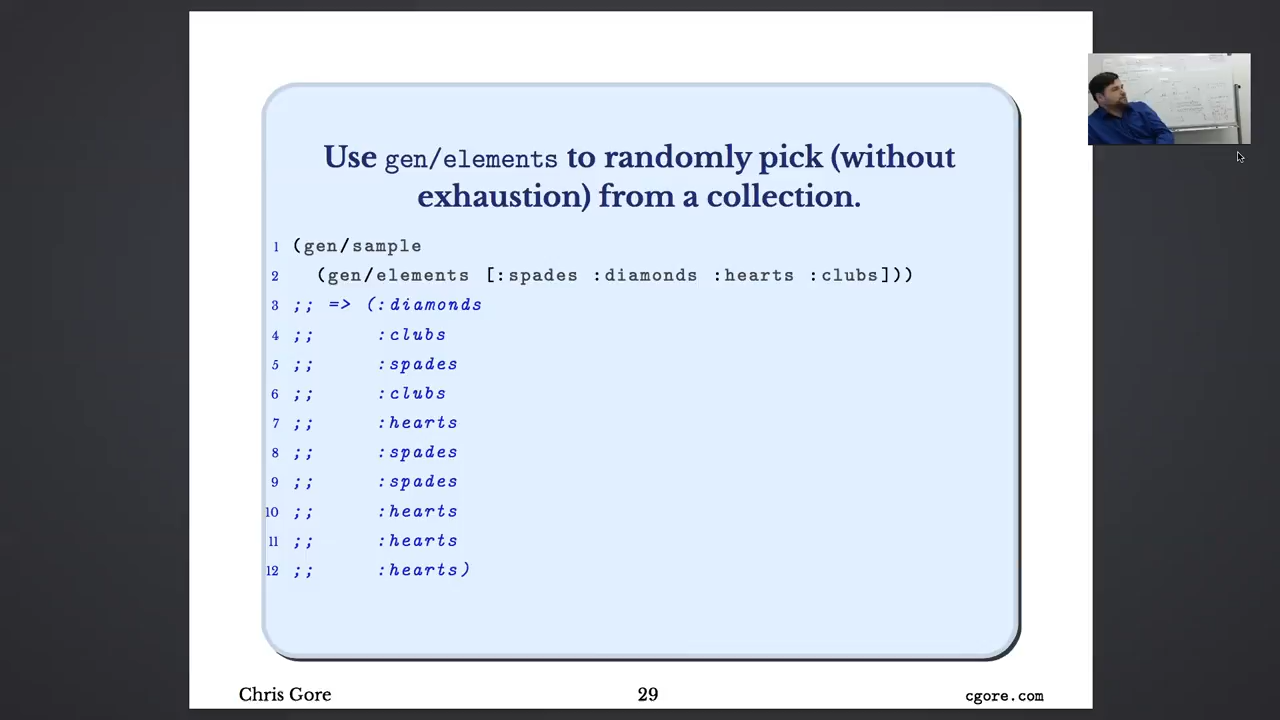 Use gen/elements to randomly pick (without
exhaustion) from a collection.
1 (gen/sample
2 (gen/elements [:spades :diamonds :hearts :clubs]))
3 ;; => (:diamonds
4 ;; :clubs
5 ;; :spades
6 ;; :clubs
7 ;; :hearts
8 ;; :spades
9 ;; :spades
10 ;; :hearts
11 ;; :hearts
12 ;; :hearts)
Chris Gore 29 cgore.com